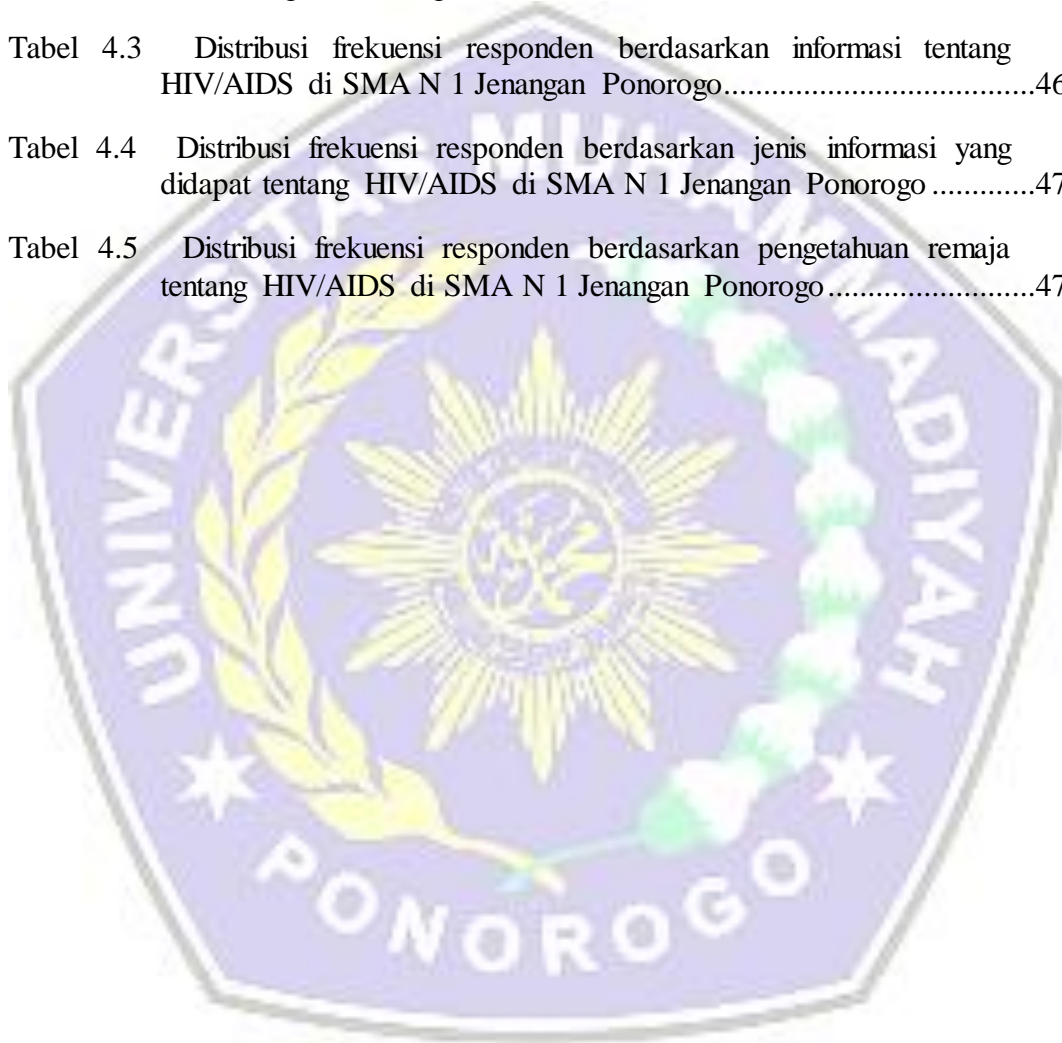 Tabel 4.3 Distribusi frekuensi responden berdasarkan informasi tentang
HIV/AIDS di SMA N 1 Jenangan Ponorogo....................................46
Tabel 4.4 Distribusi frekuensi responden berdasarkan jenis informasi yang
didapat tentang HIV/AIDS di SMA N 1 Jenangan Ponorogo .............47
Tabel 4.5 Distribusi frekuensi responden berdasarkan pengetahuan remaja
tentang HIV/AIDS di SMA N 1 Jenangan Ponorogo.........................47
UNIVERSITAS MUHAMMADIYAH
PONOROGO